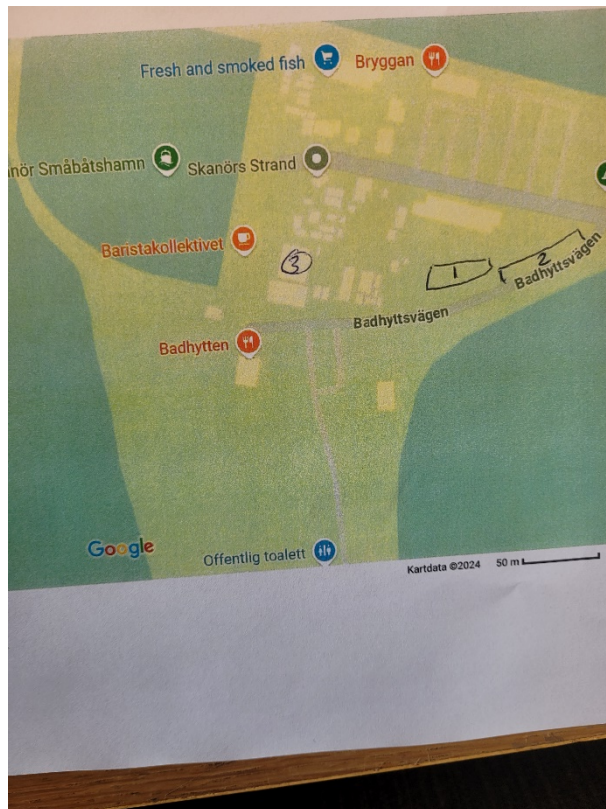 Fresh and smoked fish
Bryggan
nör Småbåtshamn
Skanörs Strand
Baristakollektivet
3
1
2
Badhyttsvägen
Badhyttsvägen
Badhytten
Google
Offentlig toalett
Kartdata ©2024 50 m